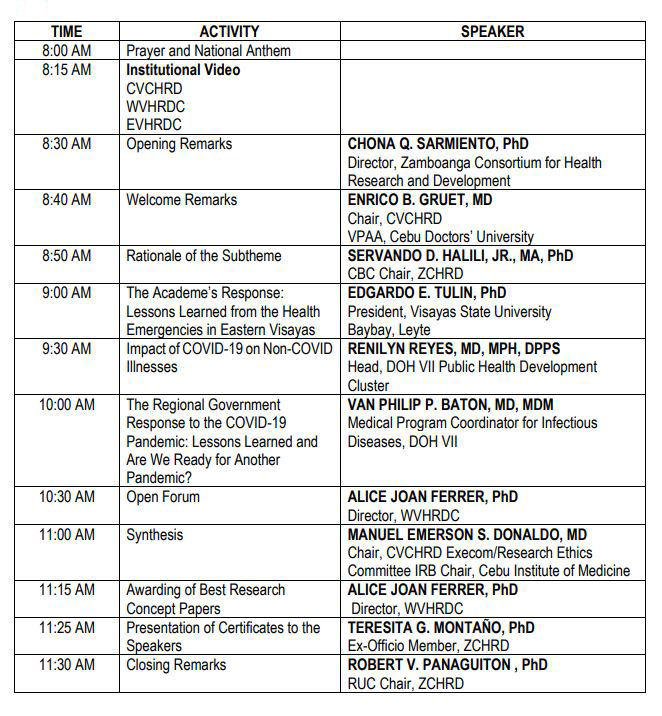 TIME ACTIVITY SPEAKER
8:00 AM Prayer and National Anthem
8:15 AM Institutional Video
CVCHRD
WVHRDC
EVHRDC
8:30 AM Opening Remarks CHONA Q. SARMIENTO, PhD
Director, Zamboanga Consortium for Health
Research and Development
8:40 AM Welcome Remarks ENRICO B. GRUET, MD
Chair, CVCHRD
VPAA, Cebu Doctors' University
8:50 AM Rationale of the Subtheme SERVANDO D. HALILI, JR., MA, PhD
CBC Chair, ZCHRD
9:00 AM The Academe's Response: EDGARDO E. TULIN, PhD
Lessons Learned from the Health President, Visayas State University
Emergencies in Eastern Visayas Baybay, Leyte
9:30 AM Impact of COVID-19 on Non-COVID RENILYN REYES, MD, MPH, DPPS
Illnesses Head, DOH VII Public Health Development
Cluster
10:00 AM The Regional Government VAN PHILIP P. BATON, MD, MDM
Response to the COVID-19 Medical Program Coordinator for Infectious
Pandemic: Lessons Learned and Diseases, DOH VII
Are We Ready for Another
Pandemic?
10:30 AM Open Forum ALICE JOAN FERRER, PhD
Director, WVHRDC
11:00 AM Synthesis MANUEL EMERSON S. DONALDO, MD
Chair, CVCHRD Execom/Research Ethics
Committee IRB Chair, Cebu Institute of Medicine
11:15 AM Awarding of Best Research ALICE JOAN FERRER, PhD
Concept Papers Director, WVHRDC
11:25 AM Presentation of Certificates to the TERESITA G. MONTAÑO, PhD
Speakers Ex-Officio Member, ZCHRD
11:30 AM Closing Remarks ROBERT V. PANAGUITON , PhD
RUC Chair, ZCHRD